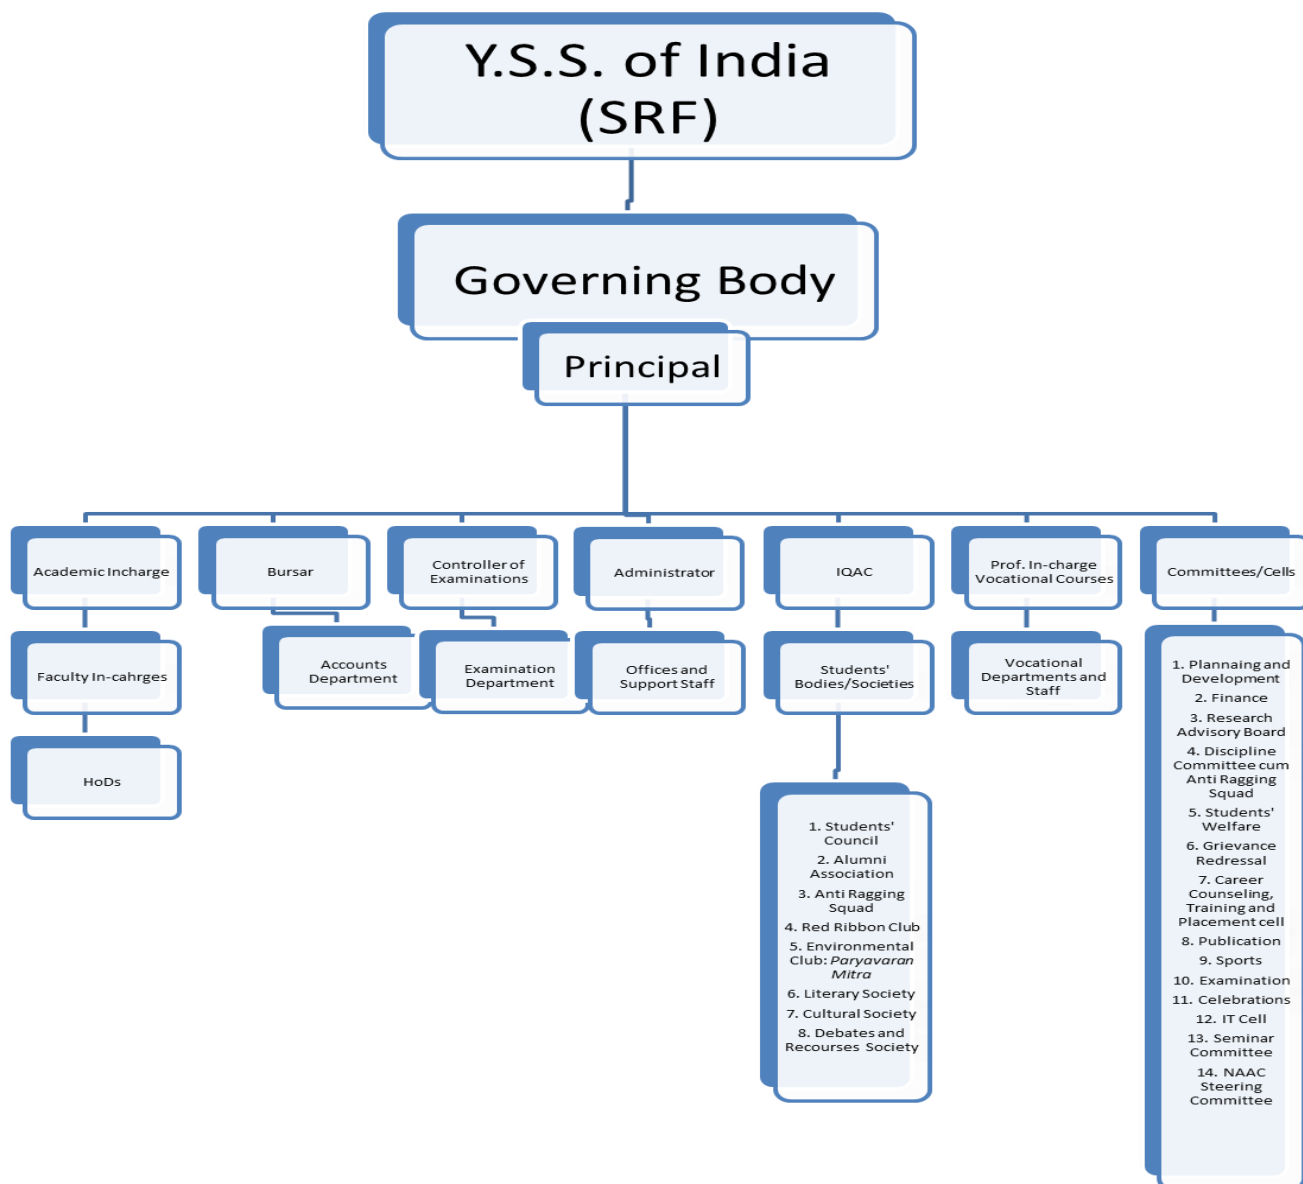 Y.S.S. of India
(SRF)
Governing Body
Principal
Academic Incharge
Bursar
Controller of
Examinations
Administrator
IQAC
Prof. In-charge
Vocational Courses
Committees/Cells
Faculty In-cahrges
Accounts
Department
Examination
Department
Offices and
Support Staff
Students'
Bodies/Societies
Vocational
Departments and
Staff
HoDs
1. Students'
Council
2. Alumni
Association
3. Anti Ragging
Squad
4. Red Ribbon Club
5. Environmental
Club: Paryavaran
Mitra
6. Literary Society
7. Cultural Society
8. Debates and
Recourses Society
1. Plannaing and
Development
2. Finance
3. Research
Advisory Board
4. Discipline
Committee cum
Anti Ragging
Squad
5. Students'
Welfare
6. Grievance
Redressal
7. Career
Counseling,
Training and
Placement cell
8. Publication
9. Sports
10. Examination
11. Celebrations
12. IT Cell
13. Seminar
Committee
14. NAAC
Steering
Committee